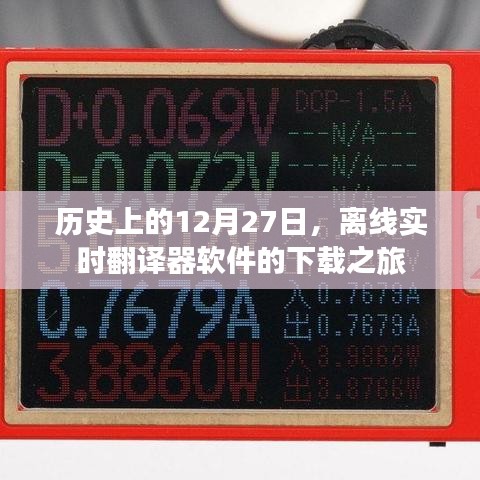 D+0.069V
DCP-1.5A
---N/A---
D-0.072V
---N/A---
历史上的12月27日，离线实
时翻译器软件的下载之旅
0.7679A
入0.7679A
出0.7679A
3.8860W